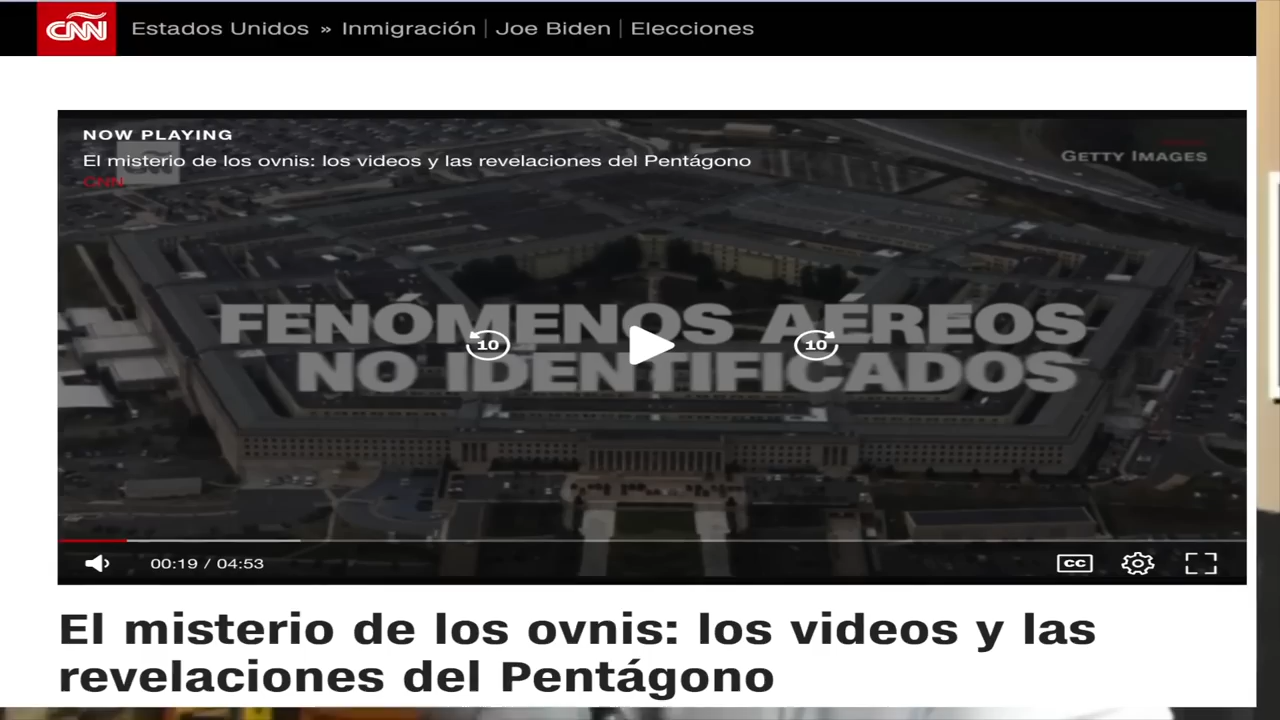 CNN Estados Unidos » Inmigración | Joe Biden | Elecciones
NOW PLAYING
El misterio de los ovnis: los videos y las revelaciones del Pentágono
CNN
GETTY IMAGES
FENÓMENOS AÉREOS
NO IDENTIFICADOS
10 10
00:19 / 04:53
CC
El misterio de los ovnis: los videos y las
revelaciones del Pentágono